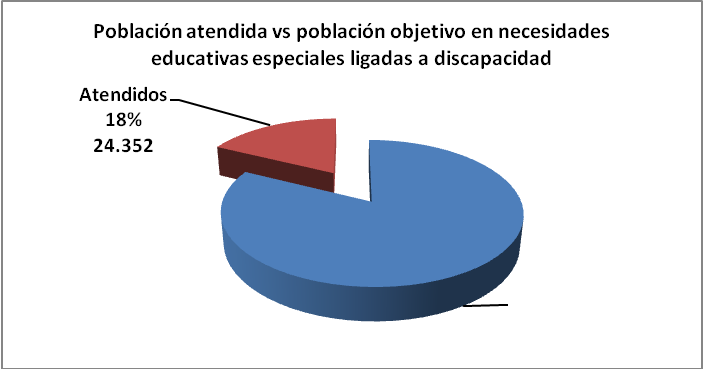 Población atendida vs población objetivo en necesidades
educativas especiales ligadas a discapacidad
Atendidos
18%
24.352